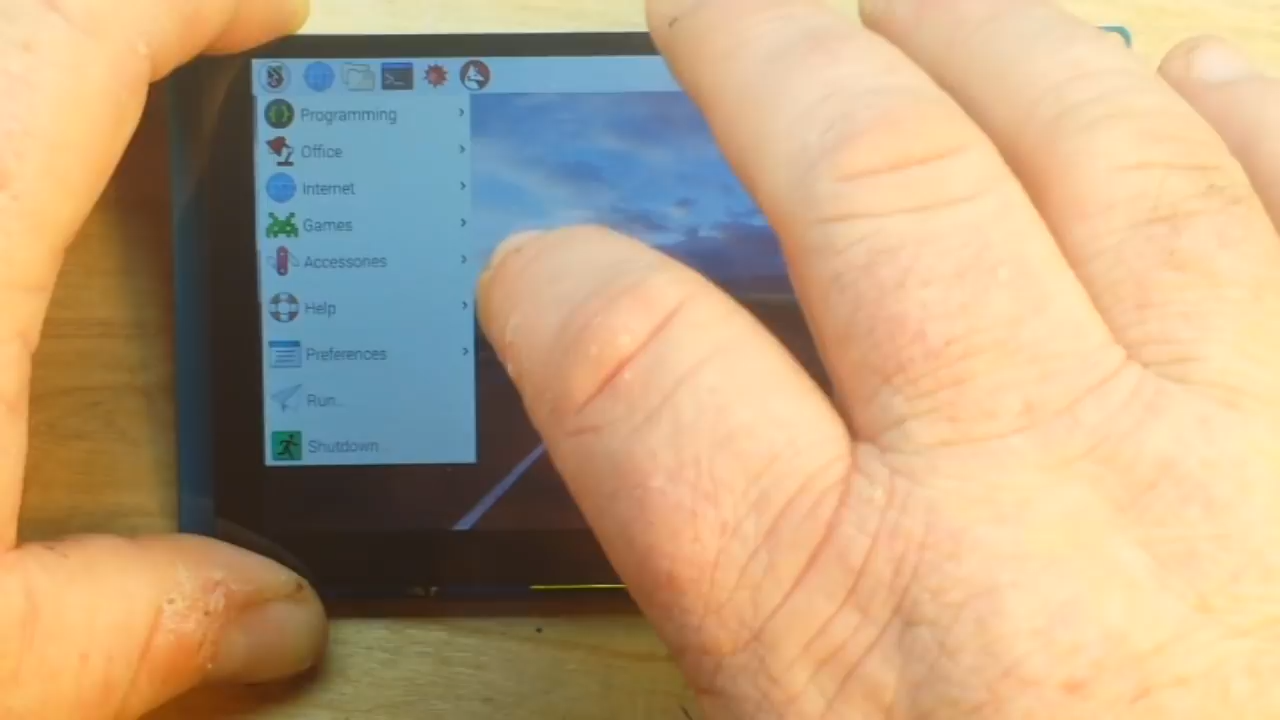 Programming
Office
Internet
Games
Accessories
Help
Preferences
Run...
Shutdown...